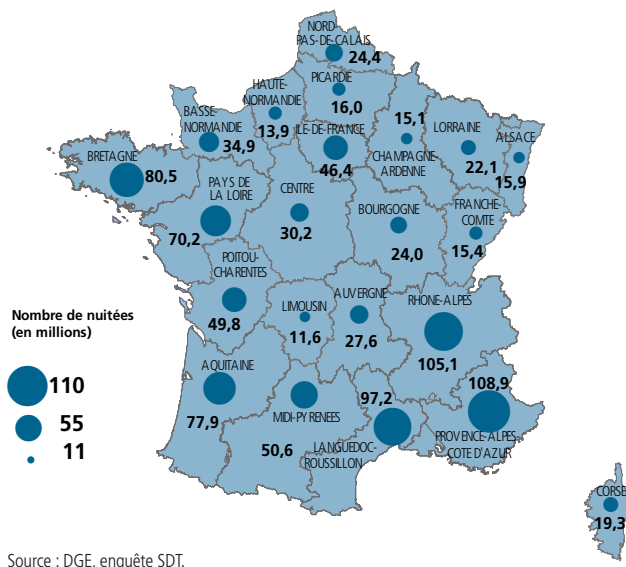 NORD-
PAS-DE-CALAIS
24,4
PICARDIE
16,0
HAUTE-
NORMANDIE
13,9
BASSE-
NORMANDIE
34,9
ILE-DE-FRANCE
46,4
15,1
CHAMPAGNE-
ARDENNE
LORRAINE
22,1
ALSACE
15,9
BRETAGNE
80,5
PAYS DE
LA LOIRE
70,2
CENTRE
30,2
BOURGOGNE
24,0
FRANCHE-
COMTE
15,4
POITOU-
CHARENTES
49,8
LIMOUSIN
11,6
AUVERGNE
27,6
RHONE-ALPES
105,1
AQUITAINE
77,9
MIDI-PYRENEES
50,6
97,2
LANGUEDOC-
ROUSSILLON
108,9
PROVENCE-ALPES-
COTE D'AZUR
CORSE
19,3
Nombre de nuitées
(en millions)
110
55
11
Source : DGE, enquête SDT.